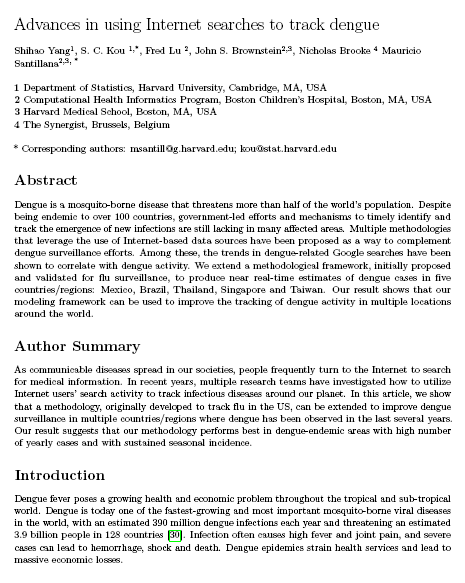 Advances in using Internet searches to track dengue
Shihao Yang1, S. C. Kou 1,*, Fred Lu 2, John S. Brownstein2,3, Nicholas Brooke 4 Mauricio
Santillana2,3, *
1 Department of Statistics, Harvard University, Cambridge, MA, USA
2 Computational Health Informatics Program, Boston Children's Hospital, Boston, MA, USA
3 Harvard Medical School, Boston, MA, USA
4 The Synergist, Brussels, Belgium
* Corresponding authors: msantill@g.harvard.edu; kou@stat.harvard.edu
Abstract
Dengue is a mosquito-borne disease that threatens more than half of the world's population. Despite
being endemic to over 100 countries, government-led efforts and mechanisms to timely identify and
track the emergence of new infections are still lacking in many affected areas. Multiple methodologies
that leverage the use of Internet-based data sources have been proposed as a way to complement
dengue surveillance efforts. Among these, the trends in dengue-related Google searches have been
shown to correlate with dengue activity. We extend a methodological framework, initially proposed
and validated for flu surveillance, to produce near real-time estimates of dengue cases in five
countries/regions: Mexico, Brazil, Thailand, Singapore and Taiwan. Our result shows that our
modeling framework can be used to improve the tracking of dengue activity in multiple locations
around the world.
Author Summary
As communicable diseases spread in our societies, people frequently turn to the Internet to search
for medical information. In recent years, multiple research teams have investigated how to utilize
Internet users' search activity to track infectious diseases around our planet. In this article, we show
that a methodology, originally developed to track flu in the US, can be extended to improve dengue
surveillance in multiple countries/regions where dengue has been observed in the last several years.
Our result suggests that our methodology performs best in dengue-endemic areas with high number
of yearly cases and with sustained seasonal incidence.
Introduction
Dengue fever poses a growing health and economic problem throughout the tropical and sub-tropical
world. Dengue is today one of the fastest-growing and most important mosquito-borne viral diseases
in the world, with an estimated 390 million dengue infections each year and threatening an estimated
3.9 billion people in 128 countries [30]. Infection often causes high fever and joint pain, and severe
cases can lead to hemorrhage, shock and death. Dengue epidemics strain health services and lead to
massive economic losses.